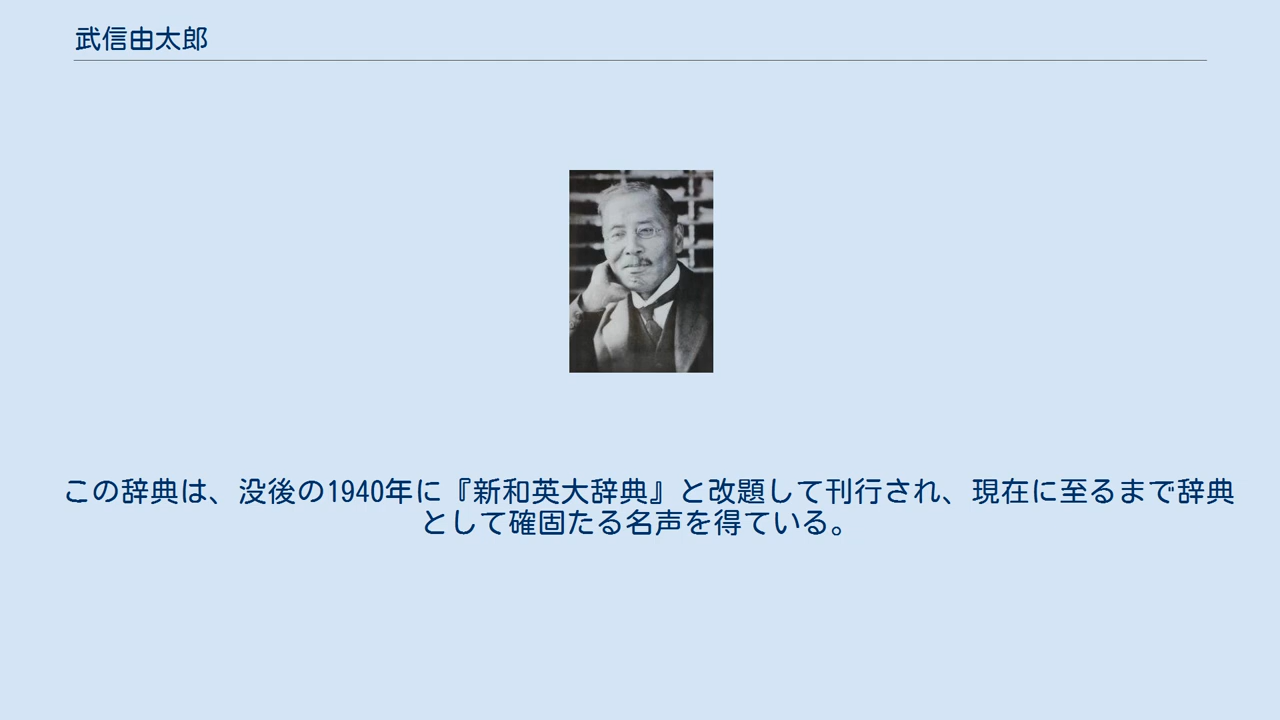 武信由太郎
この辞典は、没後の1940年に『新和英大辞典』と改題して刊行され、現在に至るまで辞典
として確固たる名声を得ている。